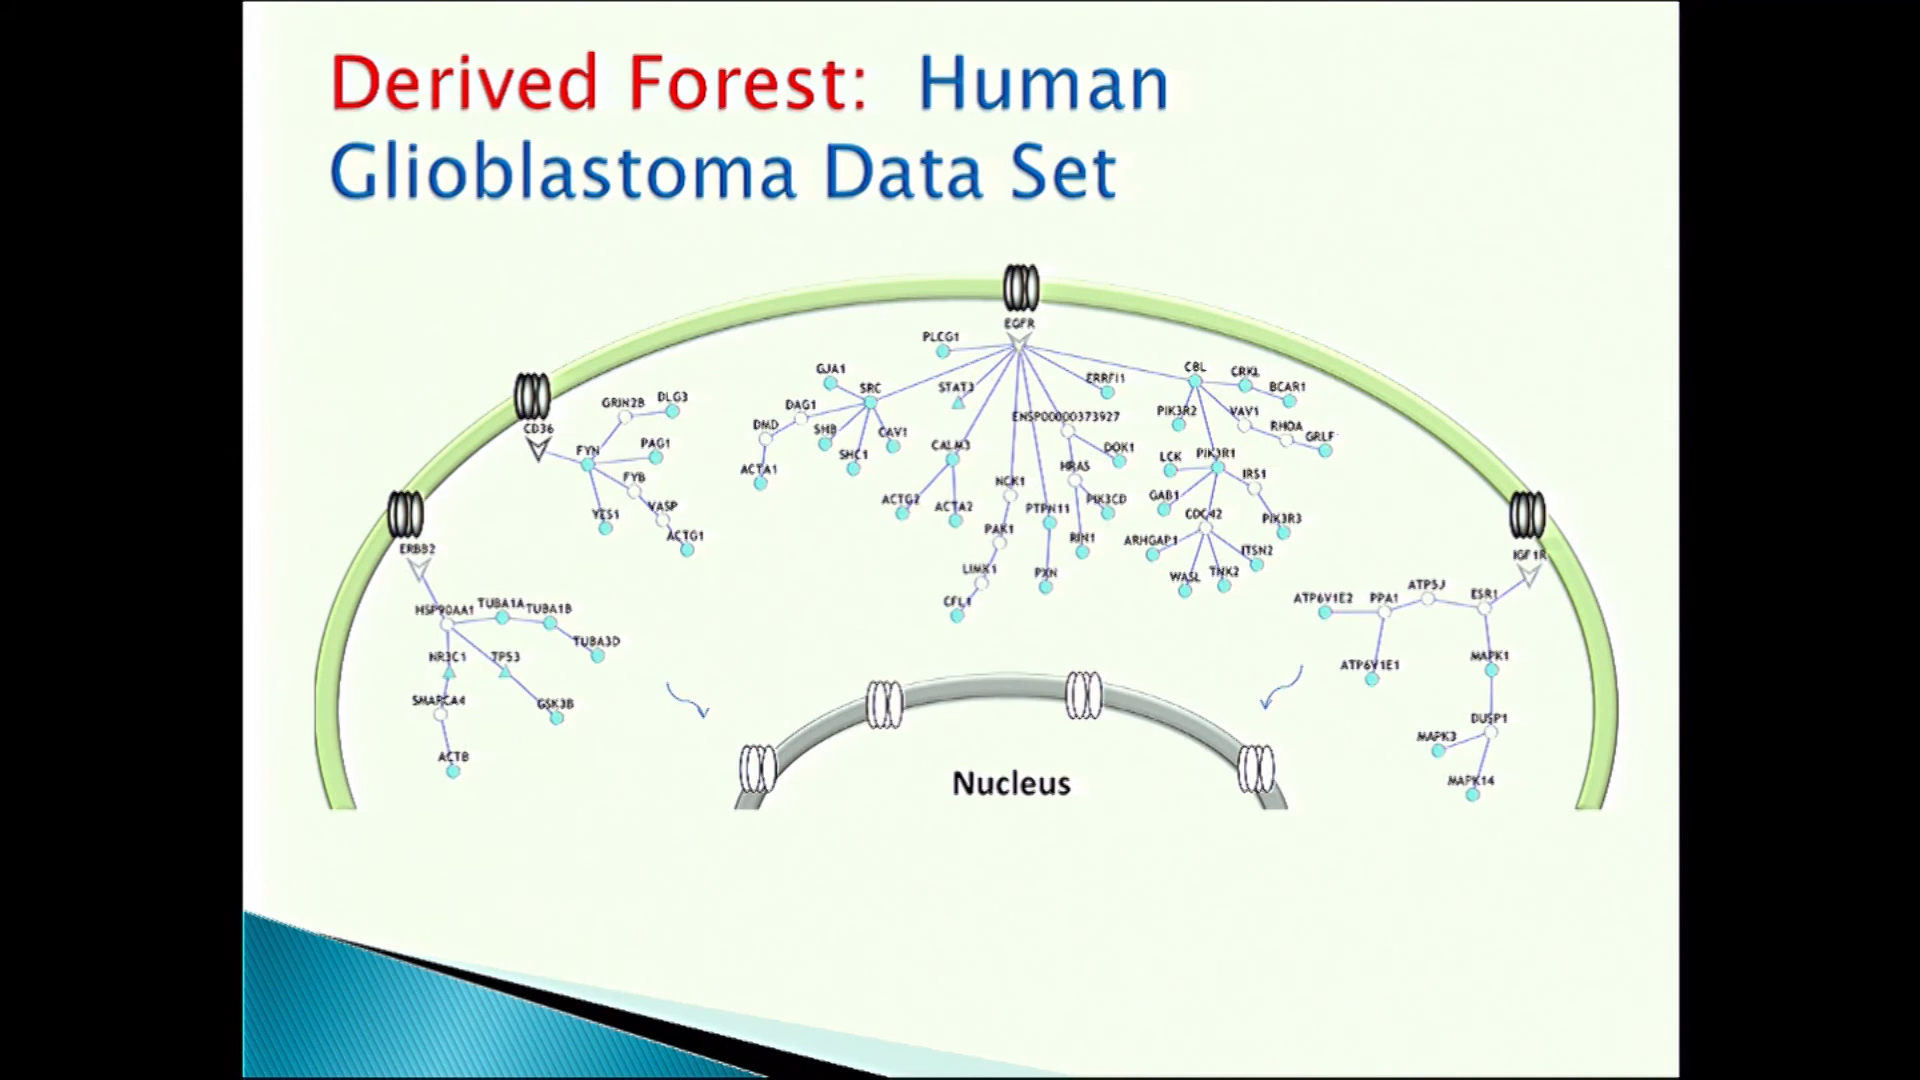 Derived Forest: Human
Glioblastoma Data Set
EGFR
PLCG1
GJA1
SRC
STAT3
ERRFI1
CBL
CRKL
BCAR1
DAG1
DMD
SHB
CAV1
SHC1
ACTA1
CALM3
ACTG2
ACTA2
ENSP00000373927
DOK1
HRAS
PIK3CD
RIN1
NCK1
PAK1
LIMK1
CFL1
PTPN11
PXN
PIK3R2
VAV1
RHOA
GRLF
LCK
PIK3R1
IRS1
GAB1
PIK3R3
CDC42
ARHGAP1
ITSN2
WASL
TNK2
CD36
GRIN2B
DLG3
FYN
PAG1
FYB
VASP
YES1
ACTG1
ERBB2
HSP90AA1
TUBA1A
TUBA1B
TUBA3D
NR3C1
TP53
SMARCA4
GSK3B
ACTB
IGF1R
ATP6V1E2
PPA1
ATP5J
ESR1
ATP6V1E1
MAPK1
DUSP1
MAPK3
MAPK14
Nucleus